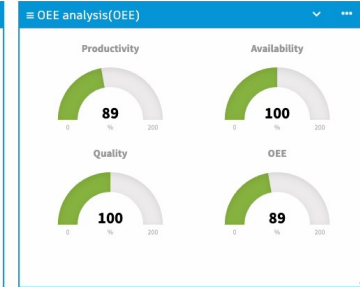 ≡ OEE analysis(OEE)
Productivity
Availability
89
100
0 % 200
0 % 200
Quality
OEE
100
89
0 % 200
0 % 200